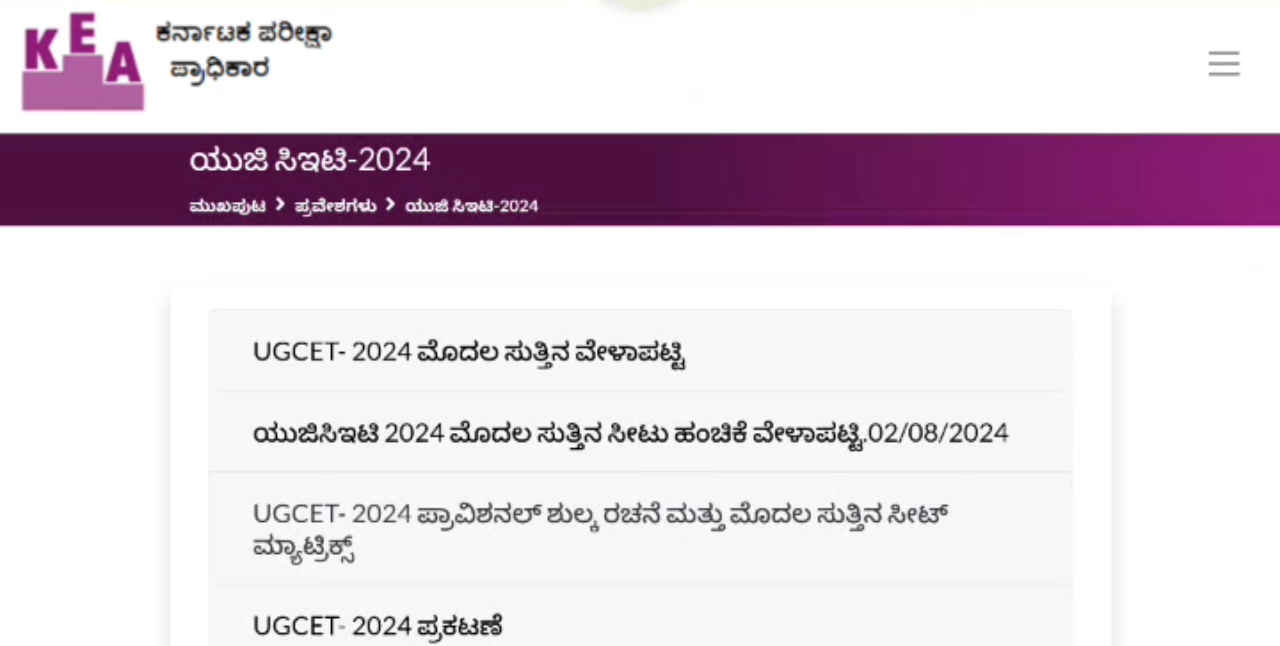 KEA
ಕರ್ನಾಟಕ ಪರೀಕ್ಷಾ
ಪ್ರಾಧಿಕಾರ
ಯುಜಿ ಸಿಇಟಿ-2024
ಮುಖಪುಟ > ಪ್ರವೇಶಗಳು > ಯುಜಿ ಸಿಇಟಿ-2024
UGCET- 2024 ಮೊದಲ ಸುತ್ತಿನ ವೇಳಾಪಟ್ಟಿ
ಯುಜಿಸಿಇಟಿ 2024 ಮೊದಲ ಸುತ್ತಿನ ಸೀಟು ಹಂಚಿಕೆ ವೇಳಾಪಟ್ಟಿ.02/08/2024
UGCET- 2024 ಪ್ರಾವಿಶನಲ್ ಶುಲ್ಕ ರಚನೆ ಮತ್ತು ಮೊದಲ ಸುತ್ತಿನ ಸೀಟ್
ಮ್ಯಾಟ್ರಿಕ್ಸ್
UGCET- 2024 ಪ್ರಕಟಣೆ